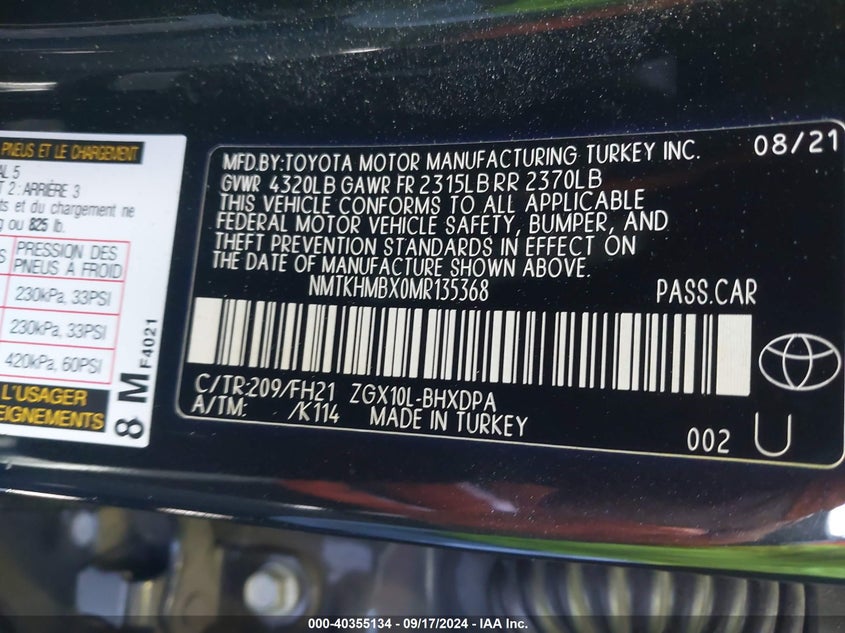 PNEUS ET LE CHARGEMENT
AL 5
T 2 : ARRIÈRE 3
ts et du chargement ne
g ou 825 lb.
S PRESSION DES
PNEUS À FROID
230kPa, 33PSI
230kPa, 33PSI
420kPa, 60PSI
L'USAGER
EIGNEMENTS
8 M F4021
MFD.BY:TOYOTA MOTOR MANUFACTURING TURKEY INC. 08/21
GVWR 4320LB GAWR FR 2315LB RR 2370LB
THIS VEHICLE CONFORMS TO ALL APPLICABLE
FEDERAL MOTOR VEHICLE SAFETY, BUMPER, AND
THEFT PREVENTION STANDARDS IN EFFECT ON
THE DATE OF MANUFACTURE SHOWN ABOVE.
NMTKHMBX0MR135368 PASS.CAR
C/TR:209/FH21 ZGX10L-BHXDPA
A/TM: /K114 MADE IN TURKEY
002 U
000-40355134 - 09/17/2024 - IAA Inc.